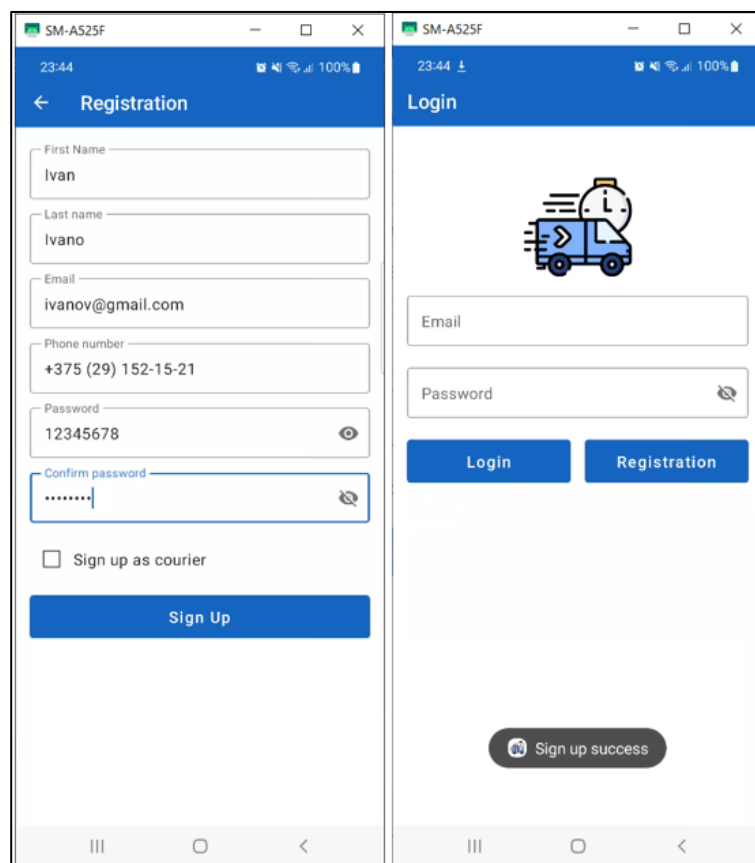 SM-A525F
23:44
100%
Registration
First Name
Ivan
Last name
Ivano
Email
ivanov@gmail.com
Phone number
+375 (29) 152-15-21
Password
12345678
Confirm password
••••••••
Sign up as courier
Sign Up
SM-A525F
23:44
100%
Login
Email
Password
Login Registration
Sign up success